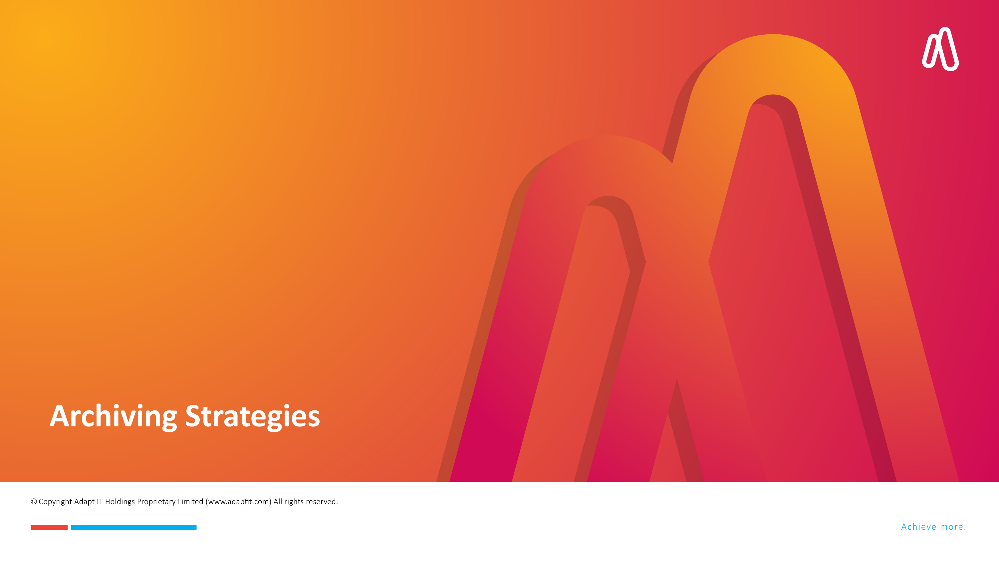 Archiving Strategies
© Copyright Adapt IT Holdings Proprietary Limited (www.adaptit.com) All rights reserved.
Achieve more.